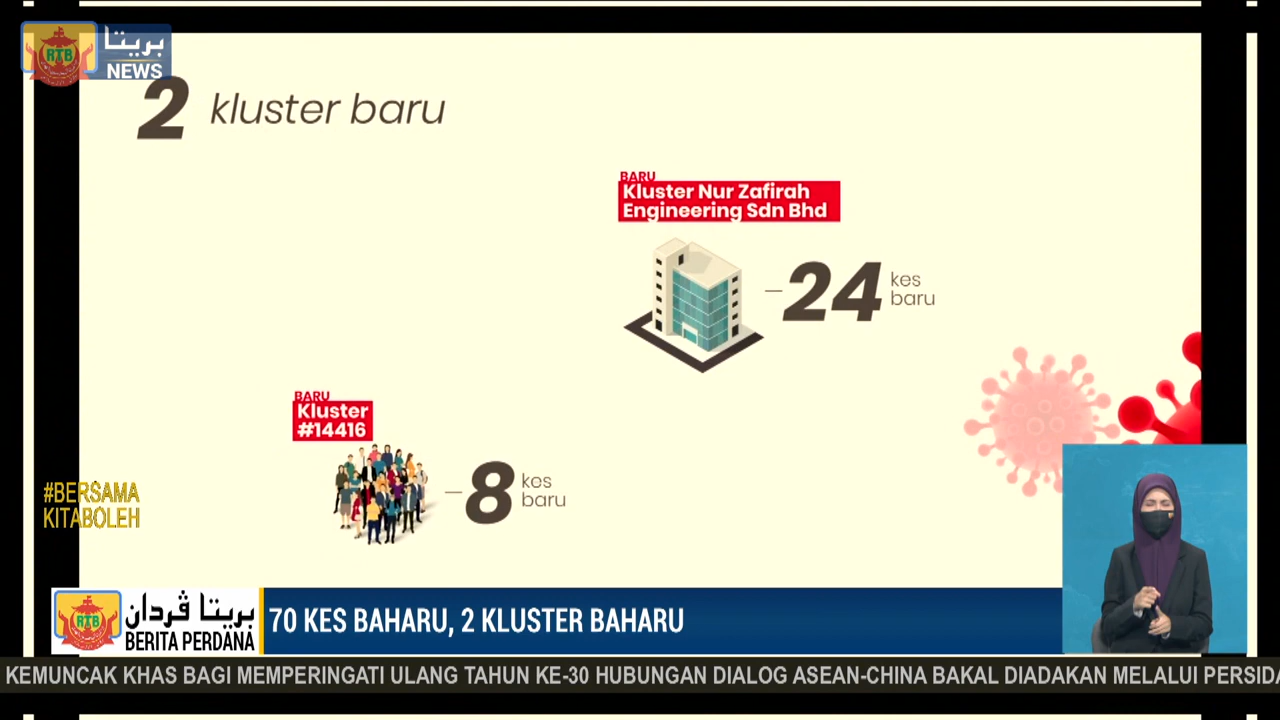 بريتا
RTB
NEWS
2 kluster baru
BARU
Kluster Nur Zafirah
Engineering Sdn Bhd
24 kes
baru
BARU
Kluster
#14416
8 kes
baru
#BERSAMA
KITABOLEH
RTB
بريتا ڤردان
BERITA PERDANA
70 KES BAHARU, 2 KLUSTER BAHARU
KEMUNCAK KHAS BAGI MEMPERINGATI ULANG TAHUN KE-30 HUBUNGAN DIALOG ASEAN-CHINA BAKAL DIADAKAN MELALUI